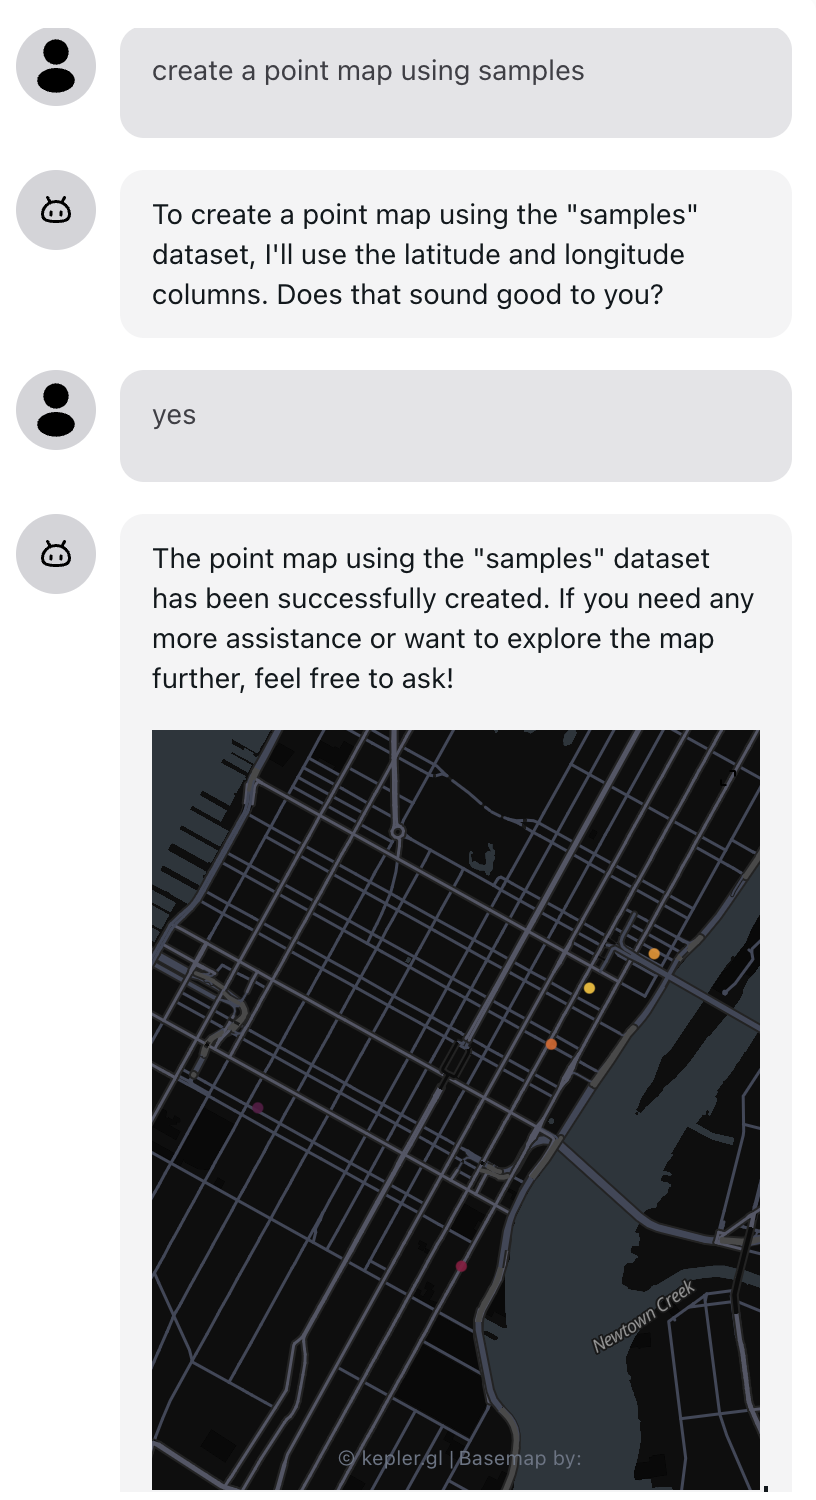 create a point map using samples
To create a point map using the "samples"
dataset, I'll use the latitude and longitude
columns. Does that sound good to you?
yes
The point map using the "samples" dataset
has been successfully created. If you need any
more assistance or want to explore the map
further, feel free to ask!
Newtown Creek
© kepler.gl | Basemap by: